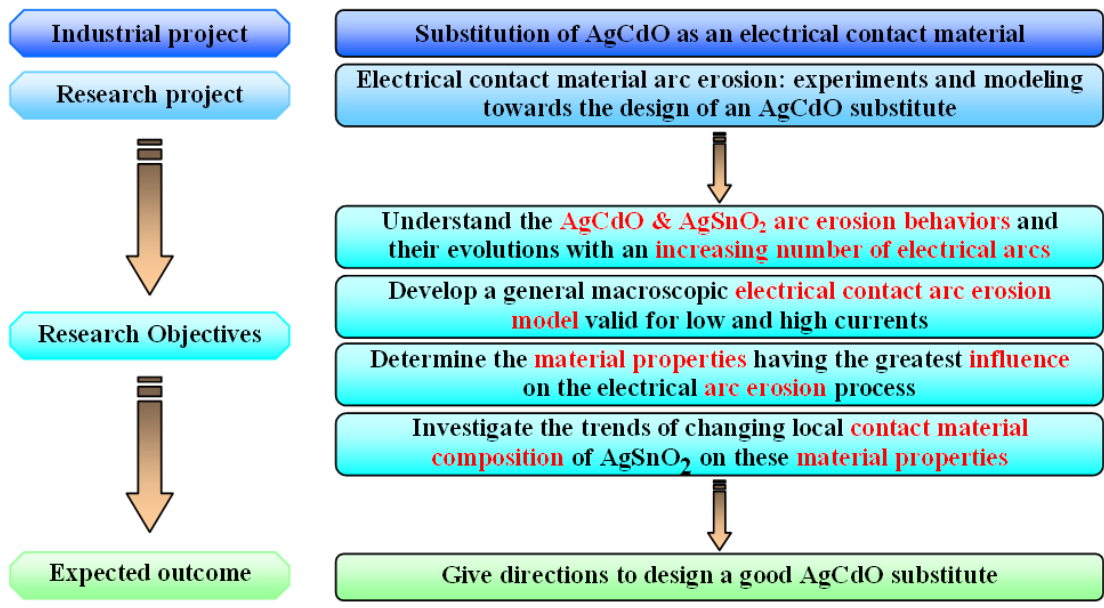 Industrial project
Substitution of AgCdO as an electrical contact material
Research project
Electrical contact material arc erosion: experiments and modeling
towards the design of an AgCdO substitute
Research Objectives
Understand the AgCdO & AgSnO₂ arc erosion behaviors and
their evolutions with an increasing number of electrical arcs
Develop a general macroscopic electrical contact arc erosion
model valid for low and high currents
Determine the material properties having the greatest influence
on the electrical arc erosion process
Investigate the trends of changing local contact material
composition of AgSnO₂ on these material properties
Expected outcome
Give directions to design a good AgCdO substitute